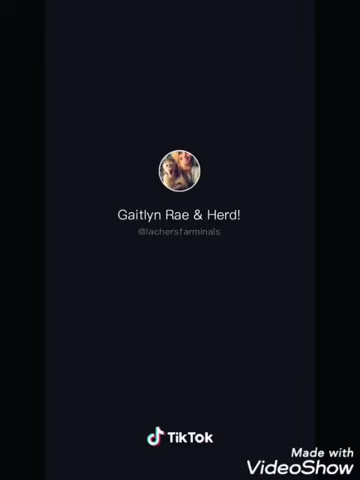 Gaitlyn Rae & Herd!
@lachersfarminals
TikTok
Made with
VideoShow